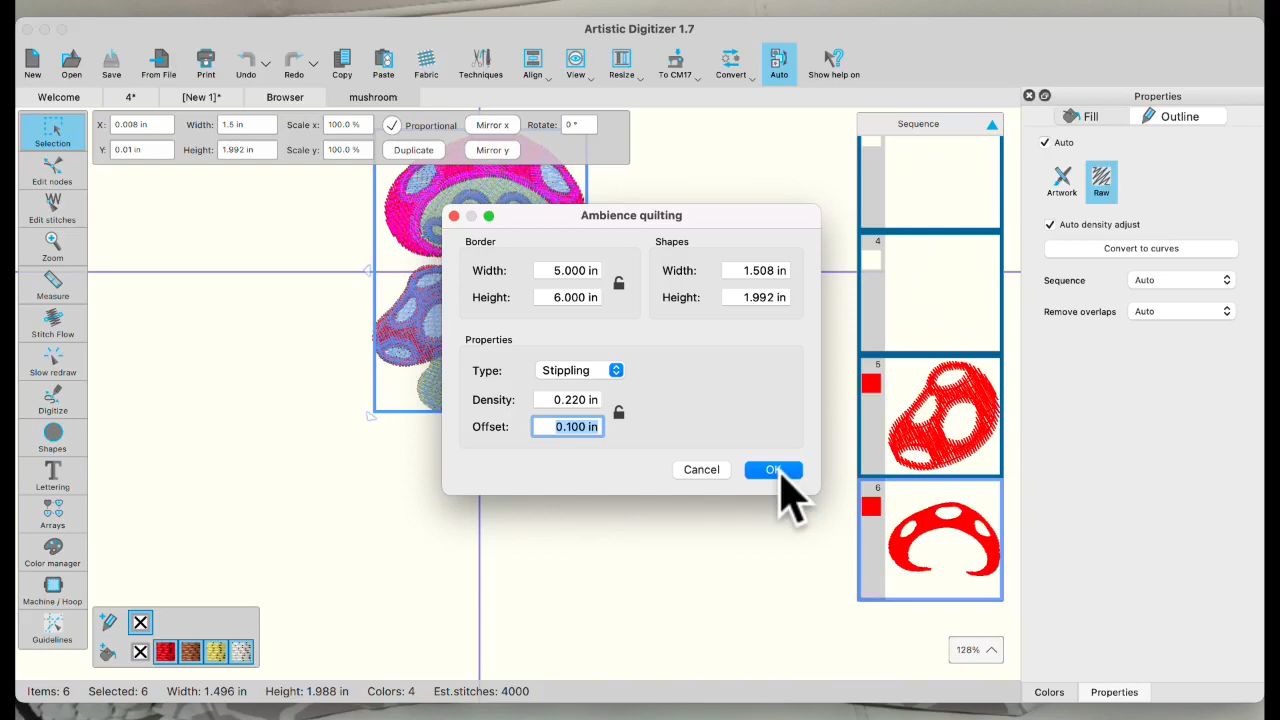 Artistic Digitizer 1.7
New Open Save From File Print Undo Redo Copy Paste Fabric Techniques Align View Resize To CM17 Convert Auto Show help on
Welcome 4* [New 1]* Browser mushroom
Properties
X: 0.008 in Width: 1.5 in Scale x: 100.0 % Proportional Mirror x Rotate: 0 °
Y: 0.01 in Height: 1.992 in Scale y: 100.0 % Duplicate Mirror y
Selection
Edit nodes
Edit stitches
Zoom
Measure
Stitch Flow
Slow redraw
Digitize
Shapes
Lettering
Arrays
Color manager
Machine / Hoop
Guidelines
Ambience quilting
Border Shapes
Width: 5.000 in Width: 1.508 in
Height: 6.000 in Height: 1.992 in
Properties
Type: Stippling
Density: 0.220 in
Offset: 0.100 in
Cancel OK
Sequence
4
5
6
128%
Fill Outline
Auto
Artwork Raw
Auto density adjust
Convert to curves
Sequence Auto
Remove overlaps Auto
Items: 6 Selected: 6 Width: 1.496 in Height: 1.988 in Colors: 4 Est.stitches: 4000
Colors Properties